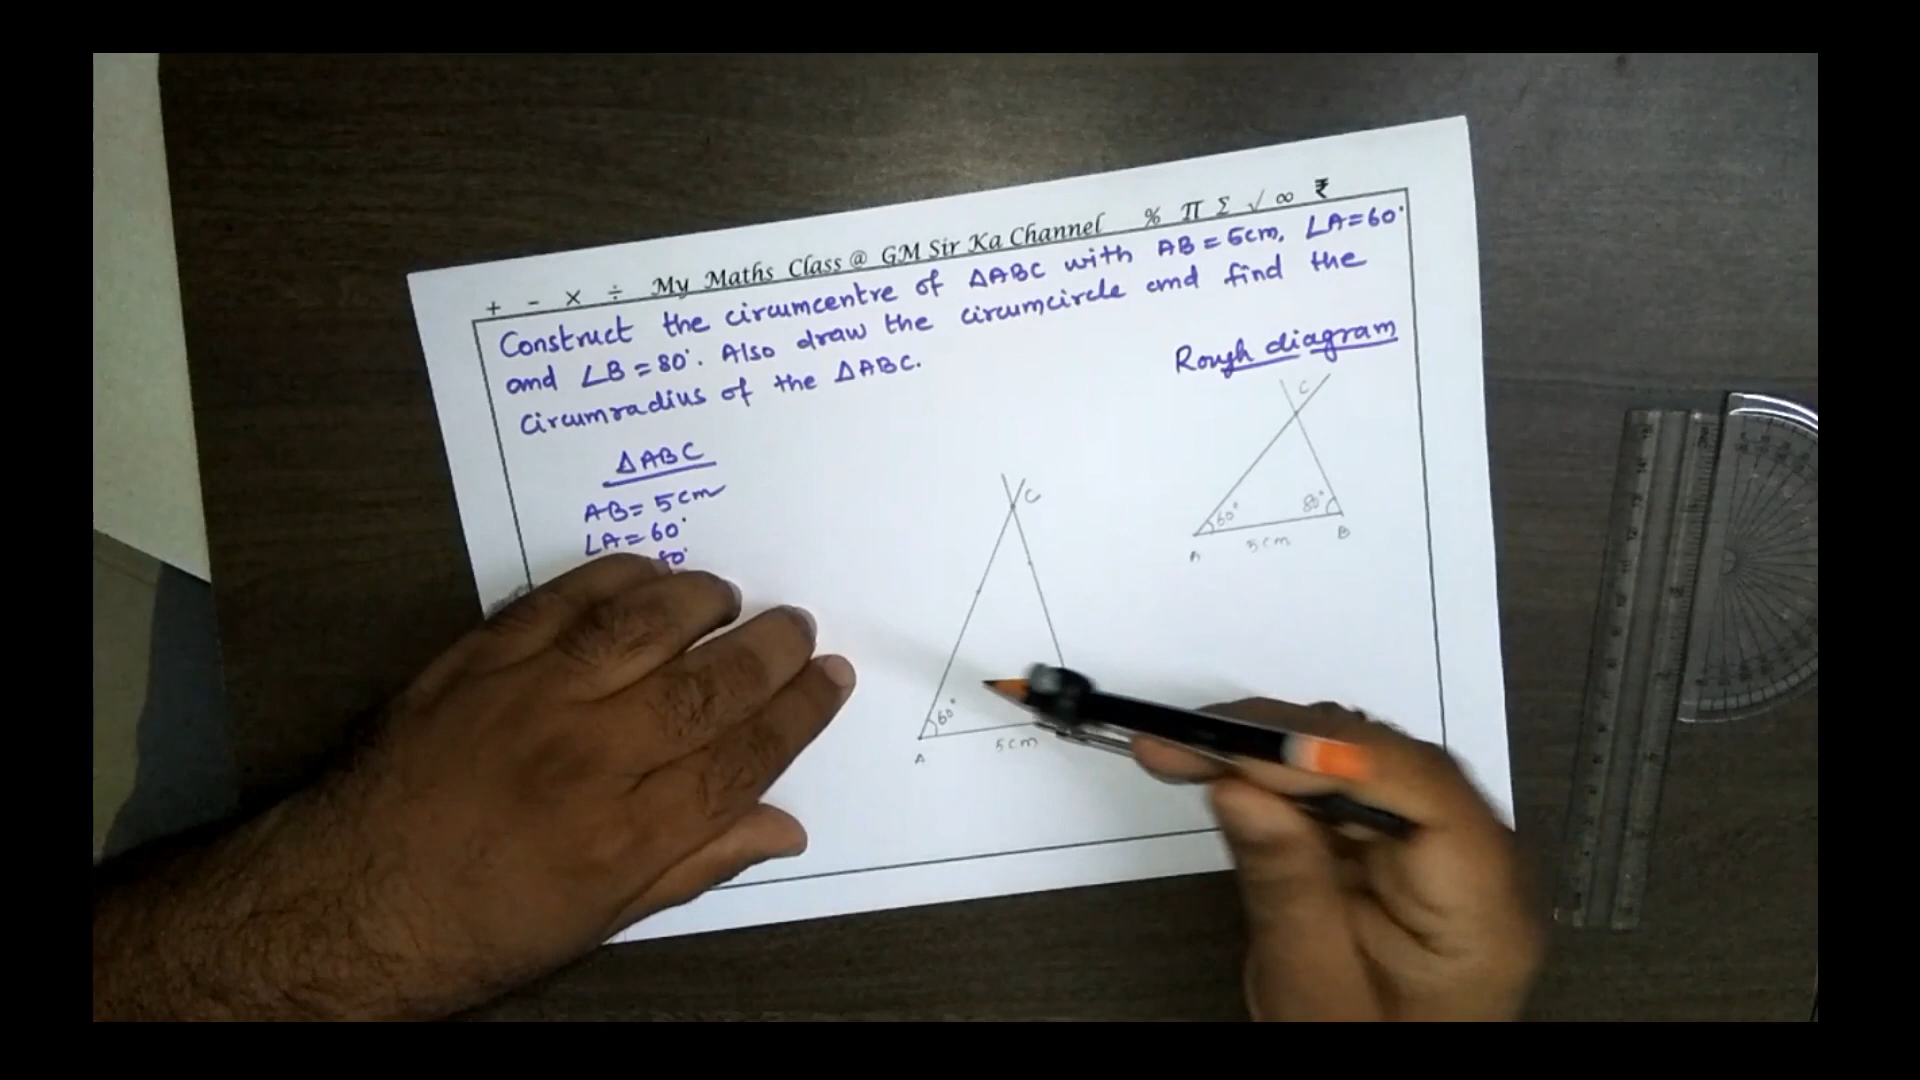 + - × ÷ My Maths Class @ GM Sir Ka Channel % π Σ √ ∞ ₹
Construct the circumcentre of ΔABC with AB = 5cm, ∠A=60°
and ∠B = 80°. Also draw the circumcircle and find the
Circumradius of the ΔABC.
Rough diagram
C
60°
80°
A
5cm
B
ΔABC
AB = 5cm
∠A = 60°
80°
C
60°
A
5cm